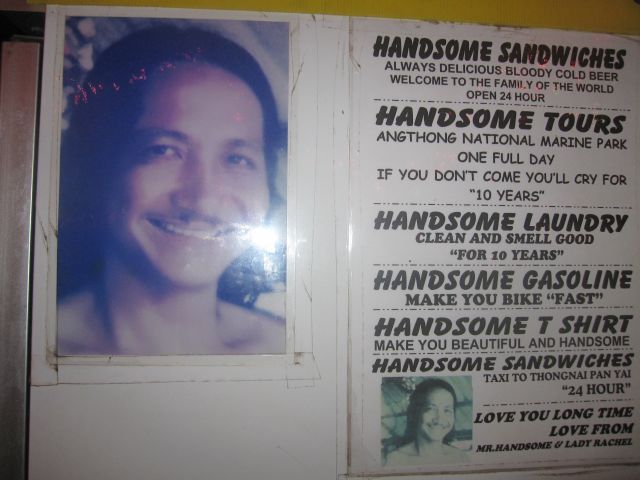 HANDSOME SANDWICHES
ALWAYS DELICIOUS BLOODY COLD BEER
WELCOME TO THE FAMILY OF THE WORLD
OPEN 24 HOUR
HANDSOME TOURS
ANGTHONG NATIONAL MARINE PARK
ONE FULL DAY
IF YOU DON'T COME YOU'LL CRY FOR
"10 YEARS"
HANDSOME LAUNDRY
CLEAN AND SMELL GOOD
"FOR 10 YEARS"
HANDSOME GASOLINE
MAKE YOU BIKE "FAST"
HANDSOME T SHIRT
MAKE YOU BEAUTIFUL AND HANDSOME
HANDSOME SANDWICHES
TAXI TO THONGNAI PAN YAI
"24 HOUR"
LOVE YOU LONG TIME
LOVE FROM
MR.HANDSOME & LADY RACHEL